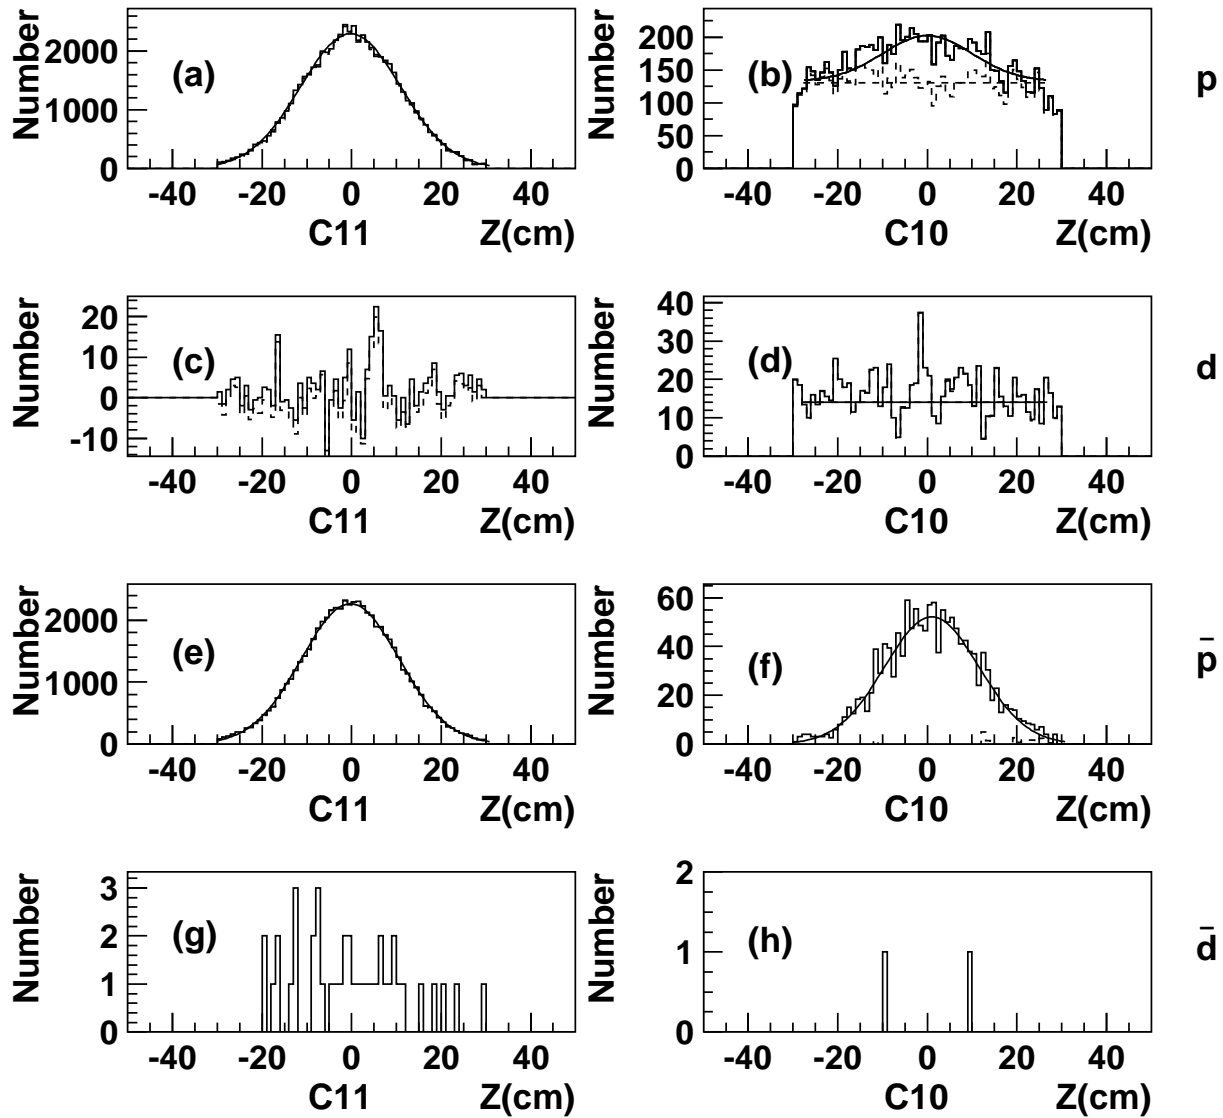 Number 2000 1000 0 (a) -40 -20 0 20 40 C11 Z(cm)
Number 200 150 100 50 0 (b) -40 -20 0 20 40 C10 Z(cm) p
Number 20 10 0 -10 (c) -40 -20 0 20 40 C11 Z(cm)
Number 40 30 20 10 0 (d) -40 -20 0 20 40 C10 Z(cm) d
Number 2000 1000 0 (e) -40 -20 0 20 40 C11 Z(cm)
Number 60 40 20 0 (f) -40 -20 0 20 40 C10 Z(cm) p̄
Number 3 2 1 0 (g) -40 -20 0 20 40 C11 Z(cm)
Number 2 1 0 (h) -40 -20 0 20 40 C10 Z(cm) d̄